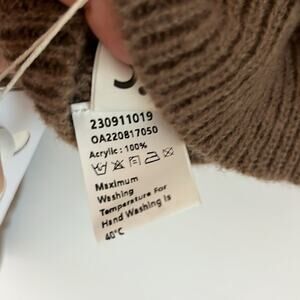 230911019
OA220817050
Acrylic: 100%
Maximum
Washing
Temperature For
Hand Washing is
40°C